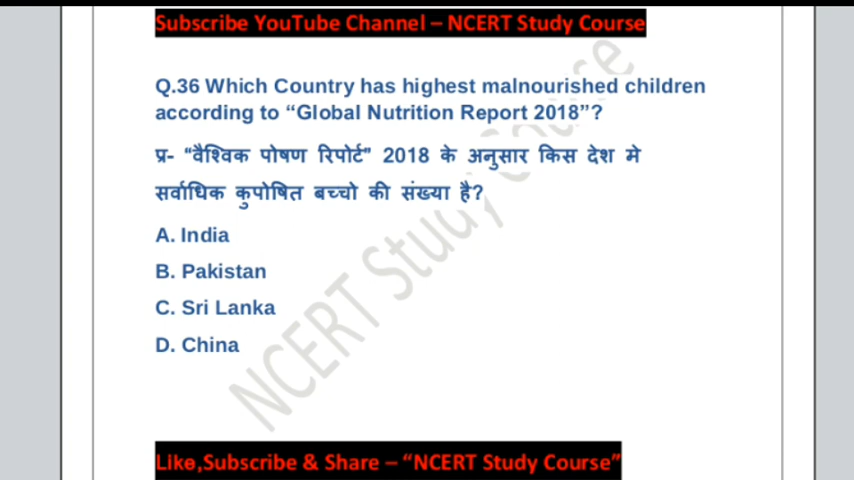 Subscribe YouTube Channel – NCERT Study Course
Q.36 Which Country has highest malnourished children
according to “Global Nutrition Report 2018”?
प्र- “वैश्विक पोषण रिपोर्ट” 2018 के अनुसार किस देश मे
सर्वाधिक कुपोषित बच्चो की संख्या है?
A. India
B. Pakistan
C. Sri Lanka
D. China
NCERT Study Course
Like,Subscribe & Share – “NCERT Study Course”